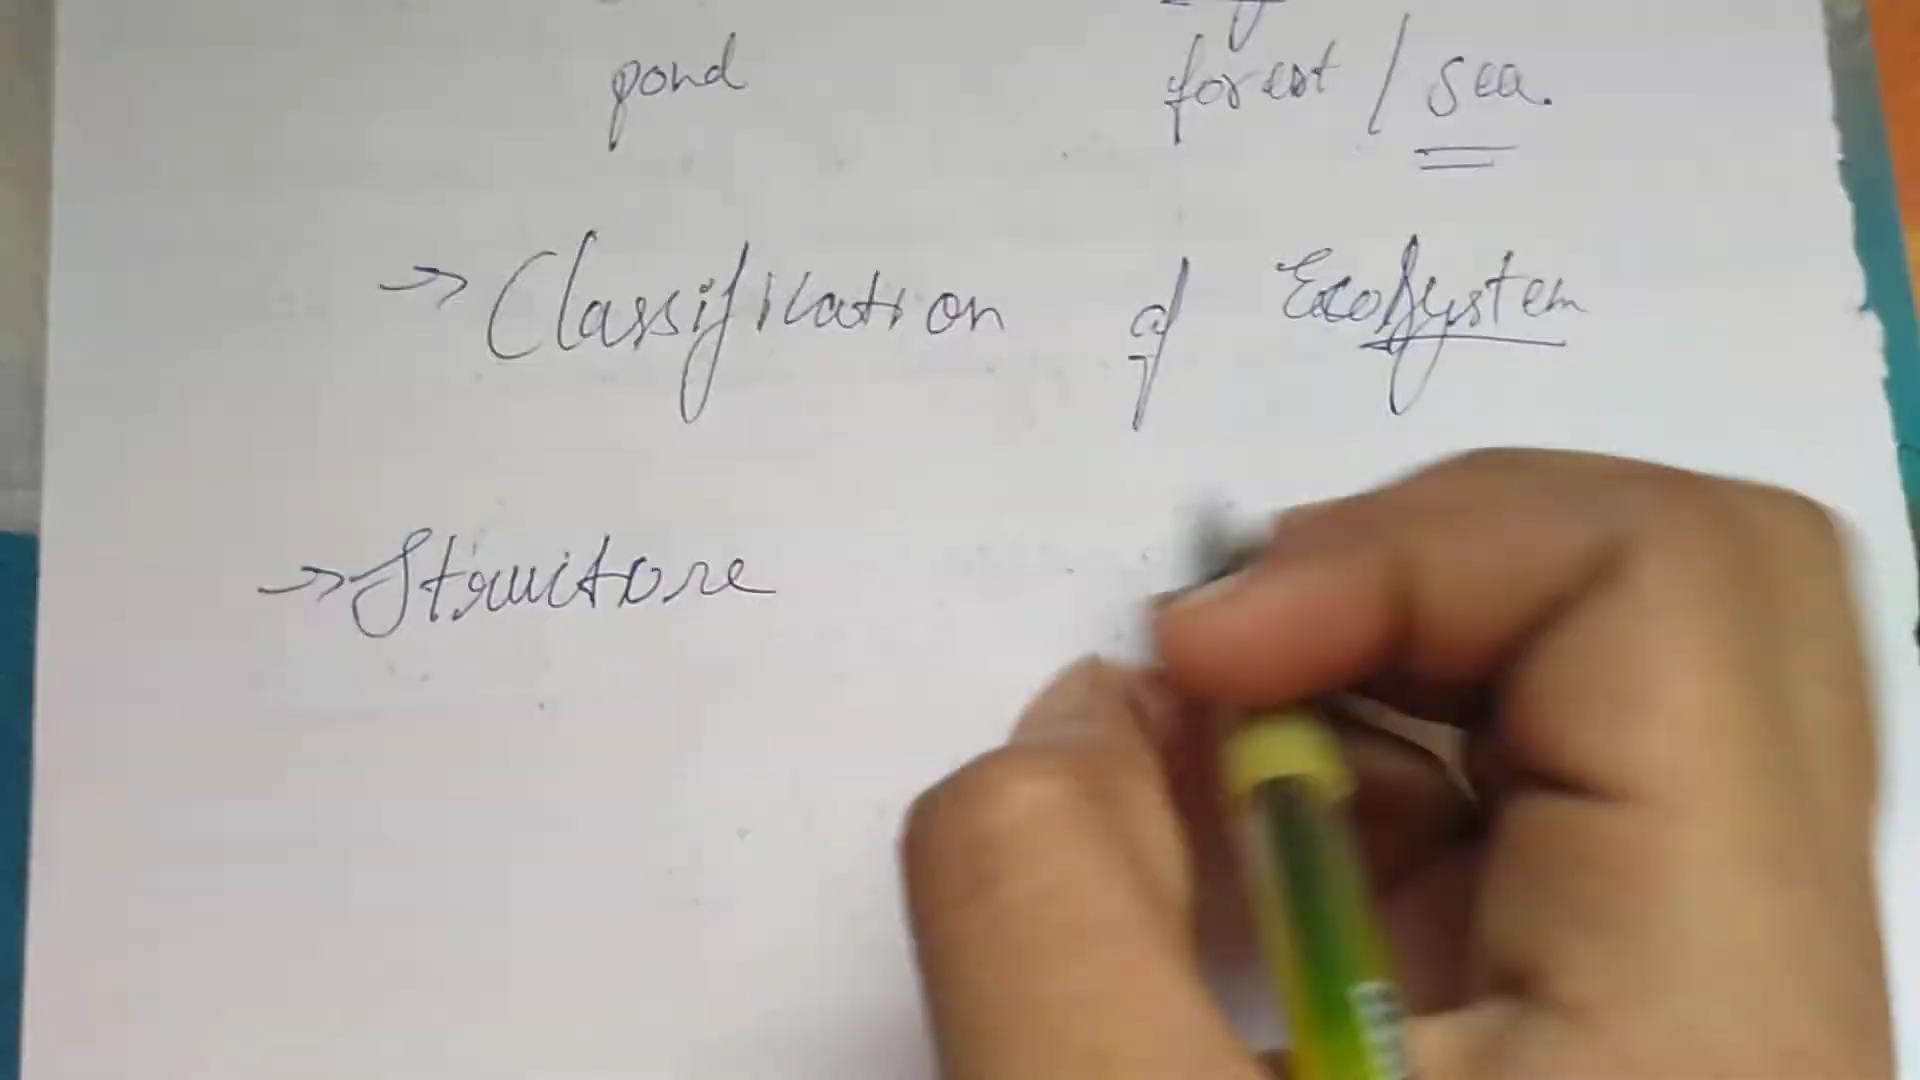 pond forest / sea.
→ Classification of Ecosystem
→ Structure